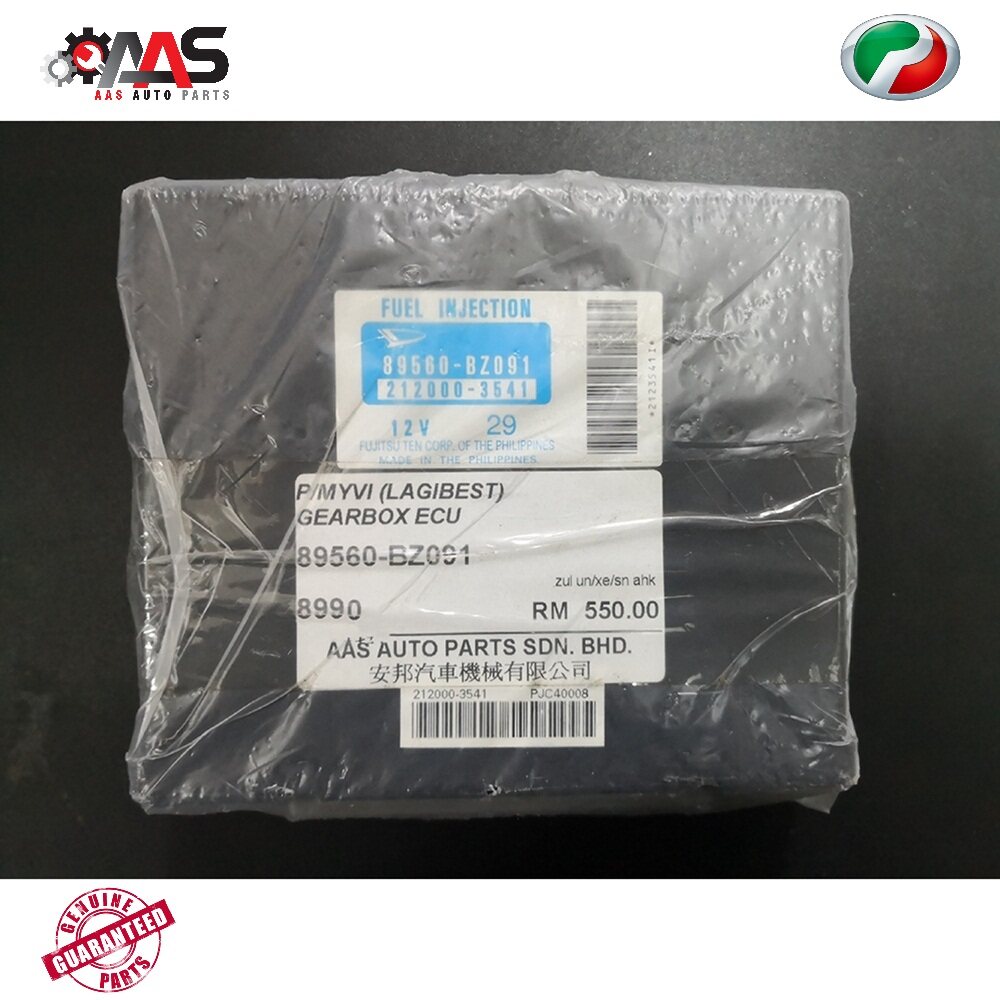 AAS
AAS AUTO PARTS
P
FUEL INJECTION
89560-BZ091
212000-3541
12V 29
FUJITSU TEN CORP. OF THE PHILIPPINES
MADE IN THE PHILIPPINES
*2123541I*
P/MYVI (LAGIBEST)
GEARBOX ECU
89560-BZ091
zul un/xe/sn ahk
8990 RM 550.00
AAS AUTO PARTS SDN. BHD.
安邦汽車機械有限公司
212000-3541 PJC40008
GENUINE
GUARANTEED
PARTS